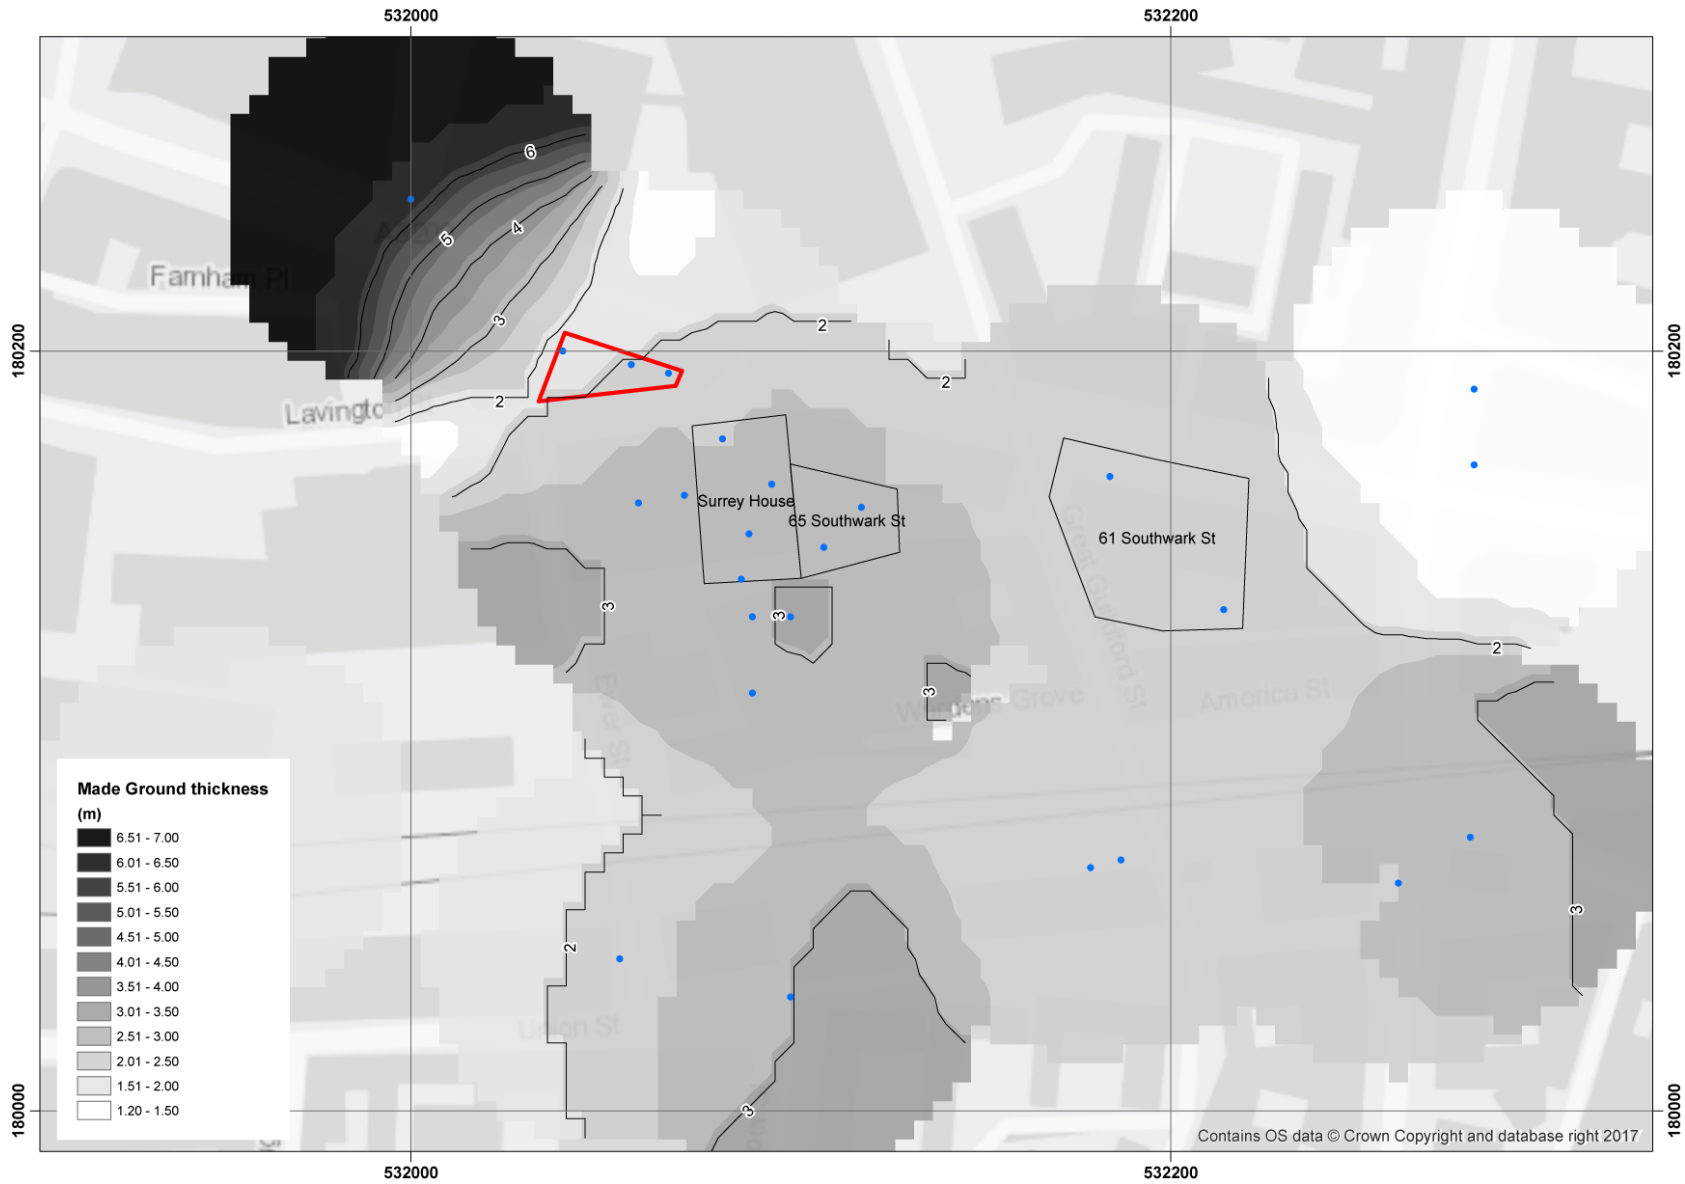 532000
532200
6
5
4
Farnham Pl
3
180200
2
180200
2
Lavington
2
Surrey House
65 Southwark St
61 Southwark St
Great Guilford St
3
3
2
3
Ewer St
Wardens Grove
America St
Made Ground thickness
(m)
6.51 - 7.00
6.01 - 6.50
5.51 - 6.00
5.01 - 5.50
4.51 - 5.00
4.01 - 4.50
3.51 - 4.00
3.01 - 3.50
2.51 - 3.00
2.01 - 2.50
1.51 - 2.00
1.20 - 1.50
3
2
Union St
180000
3
180000
Contains OS data © Crown Copyright and database right 2017
532000
532200